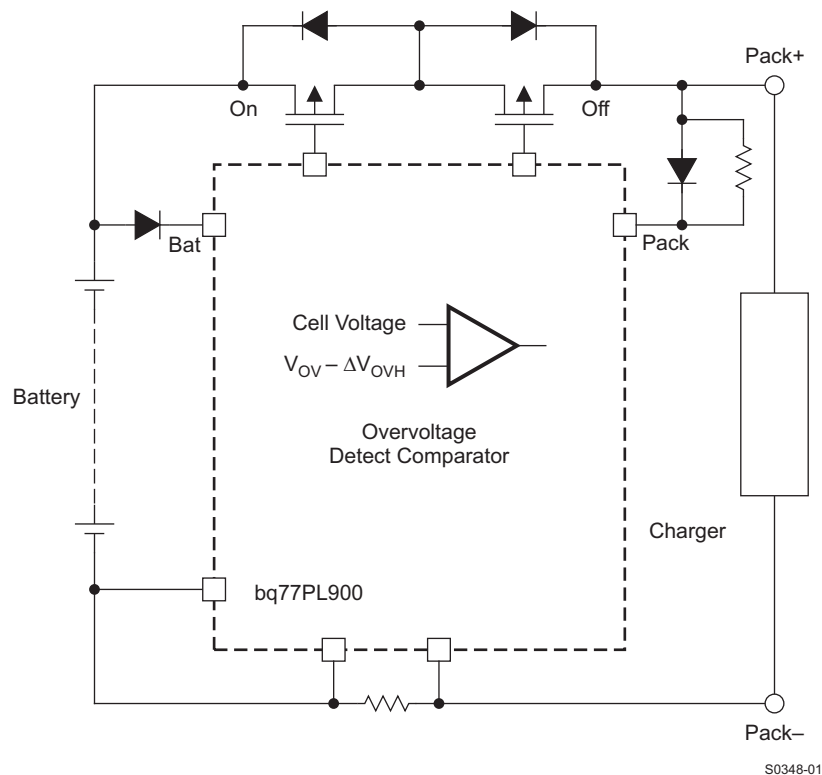 Pack+
On
Off
Bat
Pack
Cell Voltage
V_OV – ΔV_OVH
Battery
Overvoltage
Detect Comparator
Charger
bq77PL900
Pack–
S0348-01